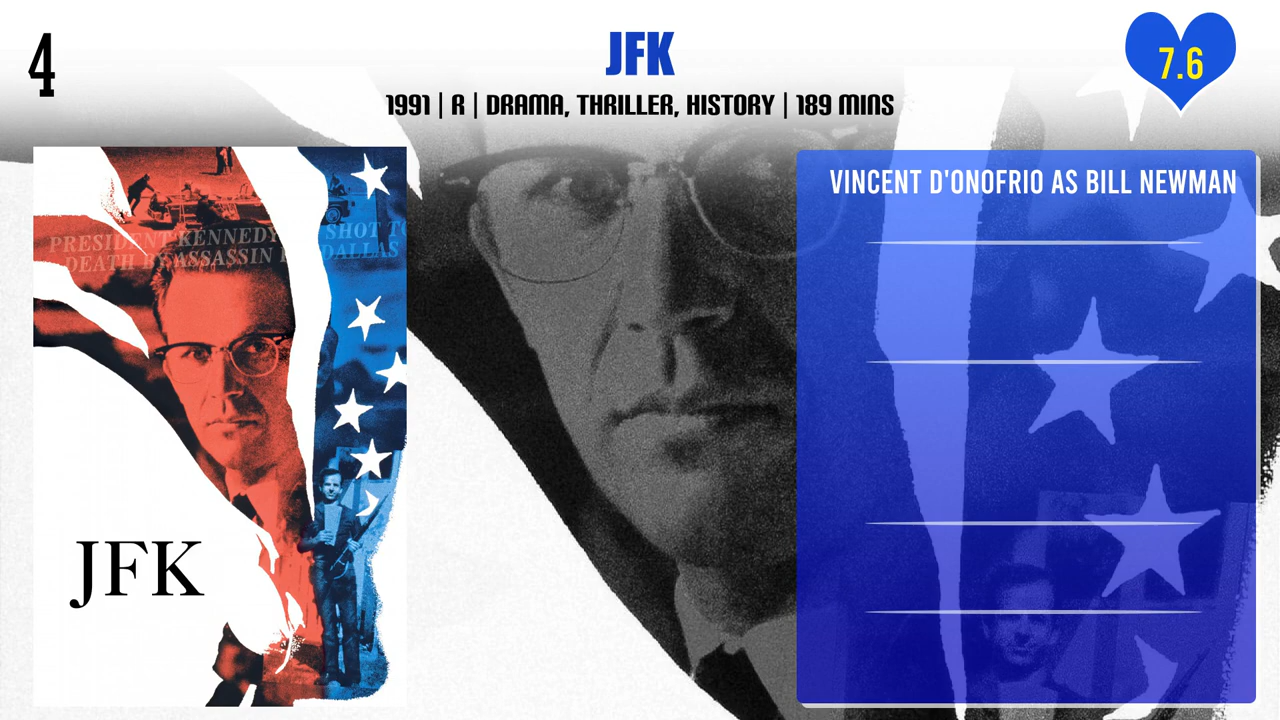 4
JFK
7.6
1991 | R | DRAMA, THRILLER, HISTORY | 189 MINS
VINCENT D'ONOFRIO AS BILL NEWMAN
PRESIDENT KENNEDY SHOT TO
DEATH BY ASSASSIN DALLAS
JFK